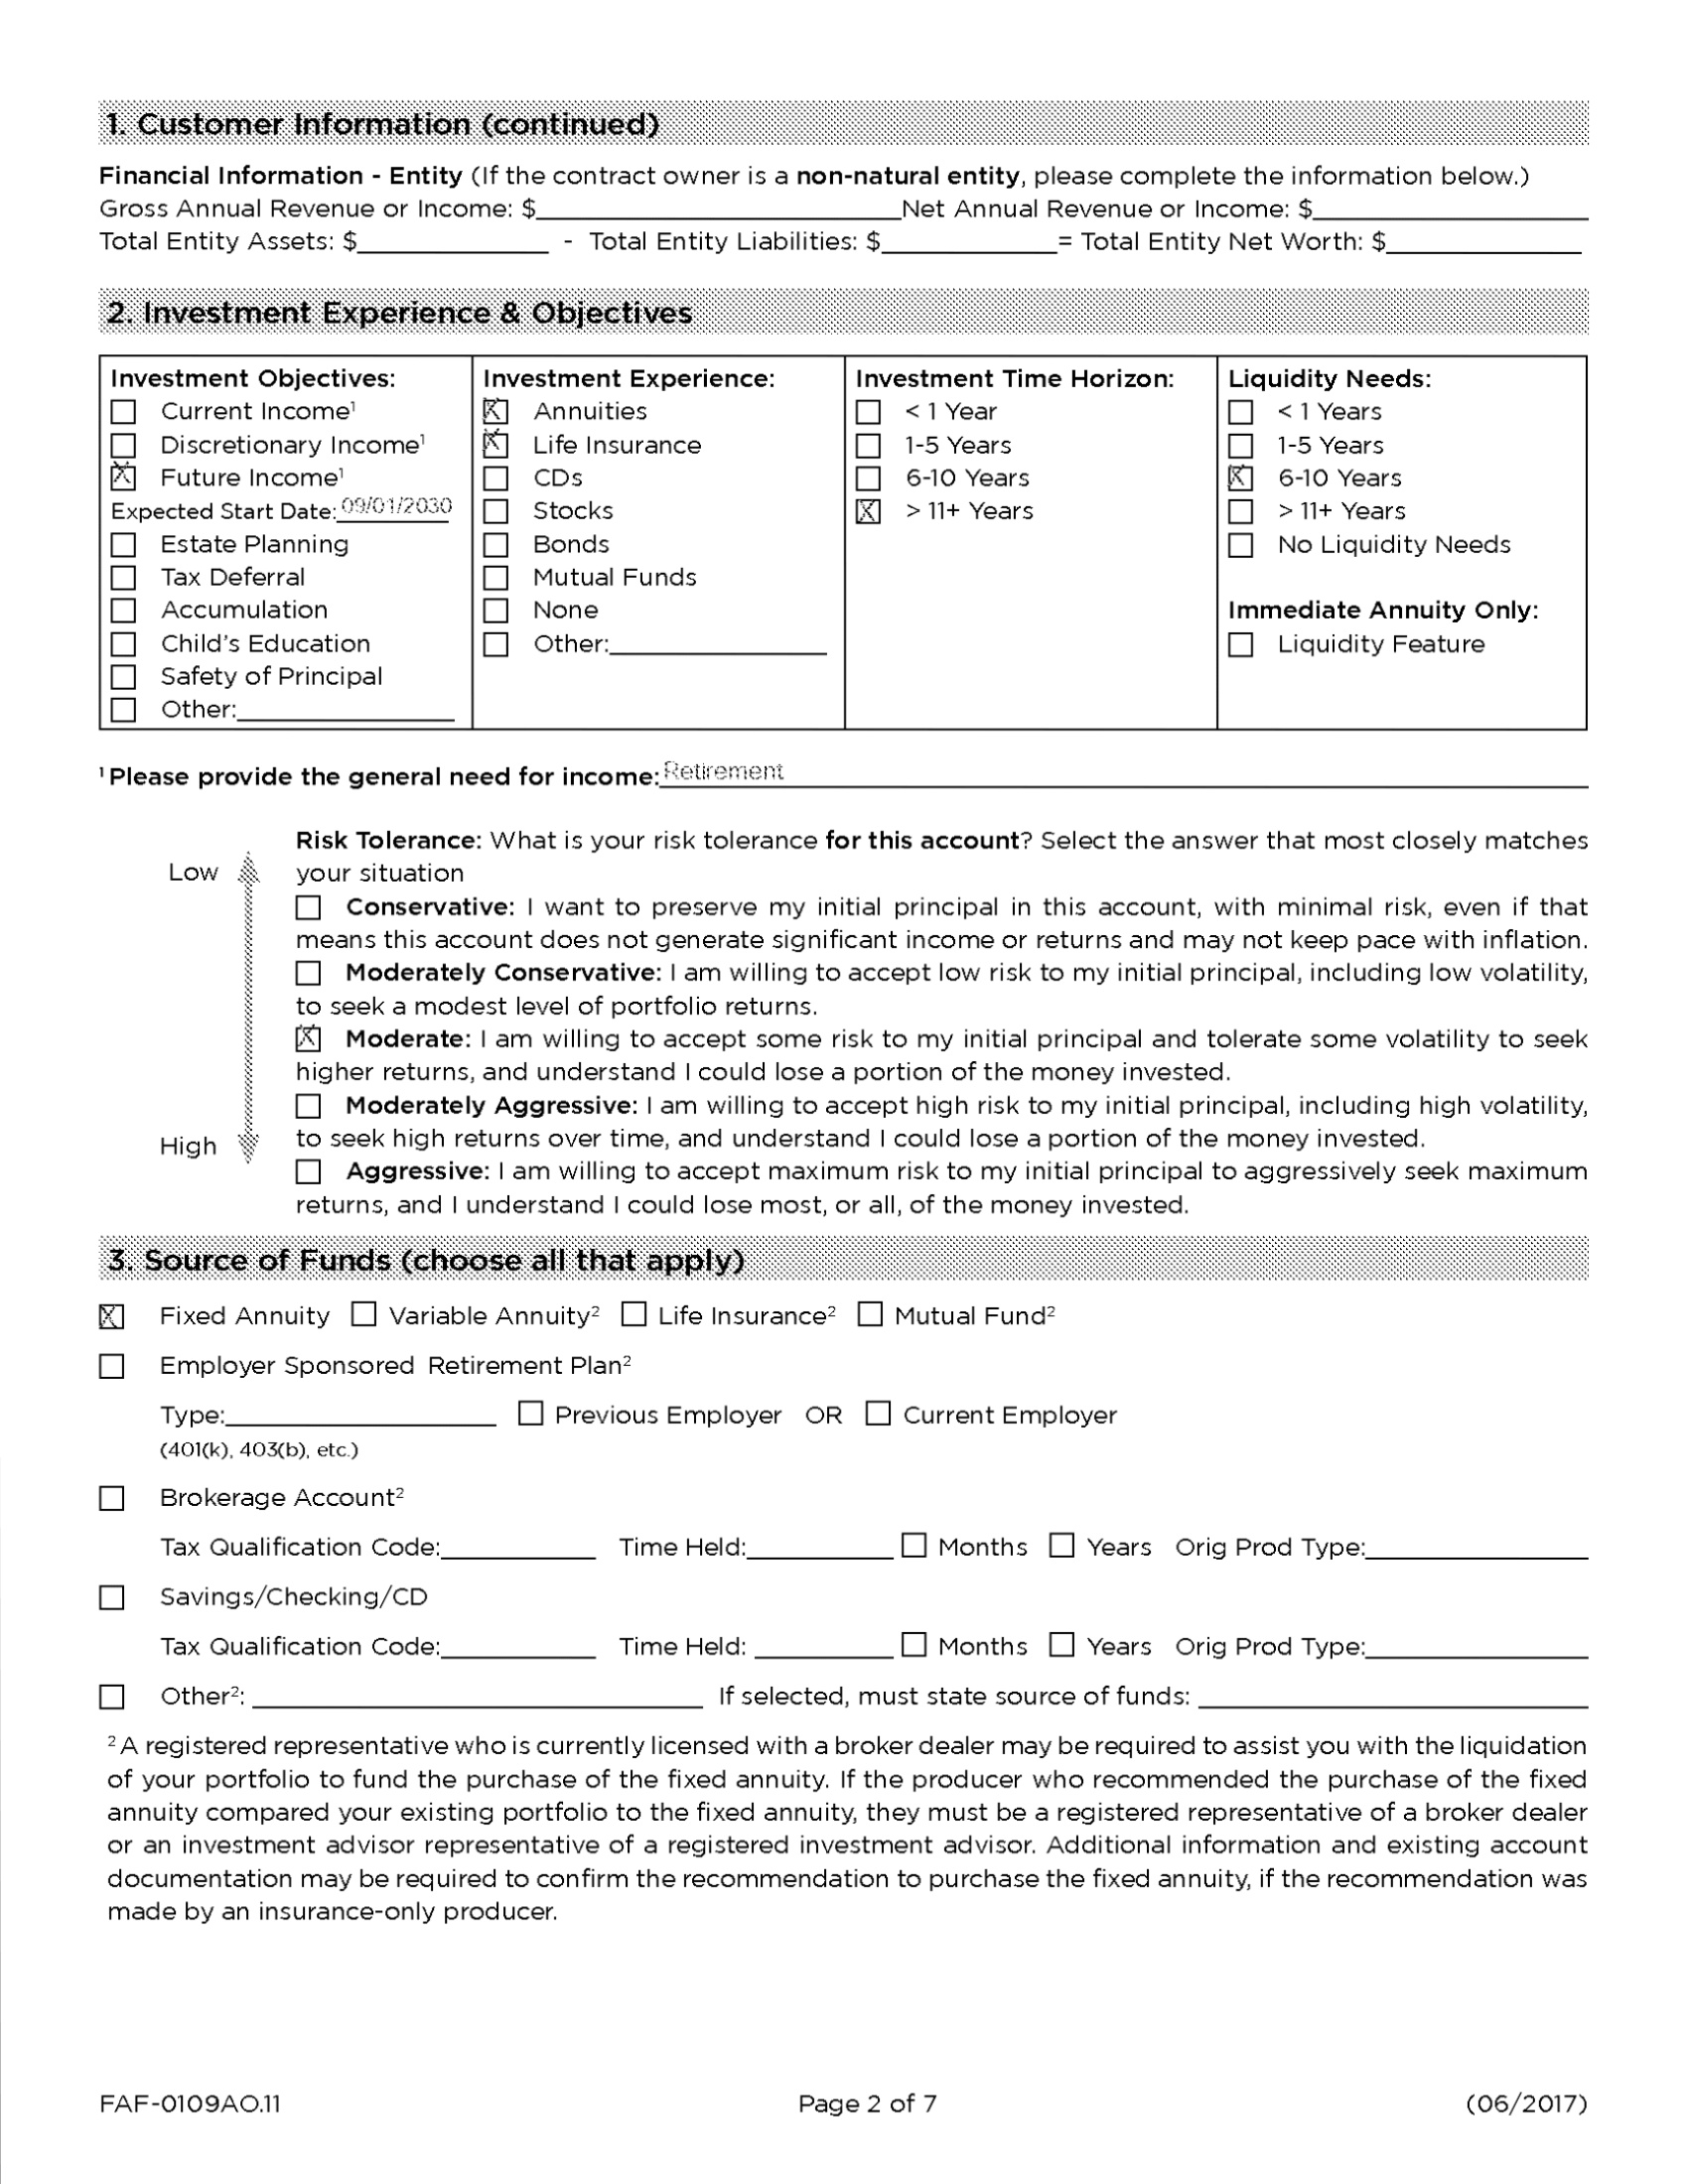 1. Customer Information (continued)
Financial Information - Entity (If the contract owner is a non-natural entity, please complete the information below.)
Gross Annual Revenue or Income: $ Net Annual Revenue or Income: $
Total Entity Assets: $ - Total Entity Liabilities: $ = Total Entity Net Worth: $
2. Investment Experience & Objectives
Investment Objectives:
Current Income¹
Discretionary Income¹
X Future Income¹
Expected Start Date: 09/01/2030
Estate Planning
Tax Deferral
Accumulation
Child's Education
Safety of Principal
Other:
Investment Experience:
X Annuities
X Life Insurance
CDs
Stocks
Bonds
Mutual Funds
None
Other:
Investment Time Horizon:
< 1 Year
1-5 Years
6-10 Years
X > 11+ Years
Liquidity Needs:
< 1 Years
1-5 Years
X 6-10 Years
> 11+ Years
No Liquidity Needs
Immediate Annuity Only:
Liquidity Feature
¹ Please provide the general need for income: Retirement
Low
High
Risk Tolerance: What is your risk tolerance for this account? Select the answer that most closely matches
your situation
Conservative: I want to preserve my initial principal in this account, with minimal risk, even if that
means this account does not generate significant income or returns and may not keep pace with inflation.
Moderately Conservative: I am willing to accept low risk to my initial principal, including low volatility,
to seek a modest level of portfolio returns.
X Moderate: I am willing to accept some risk to my initial principal and tolerate some volatility to seek
higher returns, and understand I could lose a portion of the money invested.
Moderately Aggressive: I am willing to accept high risk to my initial principal, including high volatility,
to seek high returns over time, and understand I could lose a portion of the money invested.
Aggressive: I am willing to accept maximum risk to my initial principal to aggressively seek maximum
returns, and I understand I could lose most, or all, of the money invested.
3. Source of Funds (choose all that apply)
X Fixed Annuity Variable Annuity² Life Insurance² Mutual Fund²
Employer Sponsored Retirement Plan²
Type: Previous Employer OR Current Employer
(401(k), 403(b), etc.)
Brokerage Account²
Tax Qualification Code: Time Held: Months Years Orig Prod Type:
Savings/Checking/CD
Tax Qualification Code: Time Held: Months Years Orig Prod Type:
Other²: If selected, must state source of funds:
² A registered representative who is currently licensed with a broker dealer may be required to assist you with the liquidation
of your portfolio to fund the purchase of the fixed annuity. If the producer who recommended the purchase of the fixed
annuity compared your existing portfolio to the fixed annuity, they must be a registered representative of a broker dealer
or an investment advisor representative of a registered investment advisor. Additional information and existing account
documentation may be required to confirm the recommendation to purchase the fixed annuity, if the recommendation was
made by an insurance-only producer.
FAF-0109AO.11 Page 2 of 7 (06/2017)